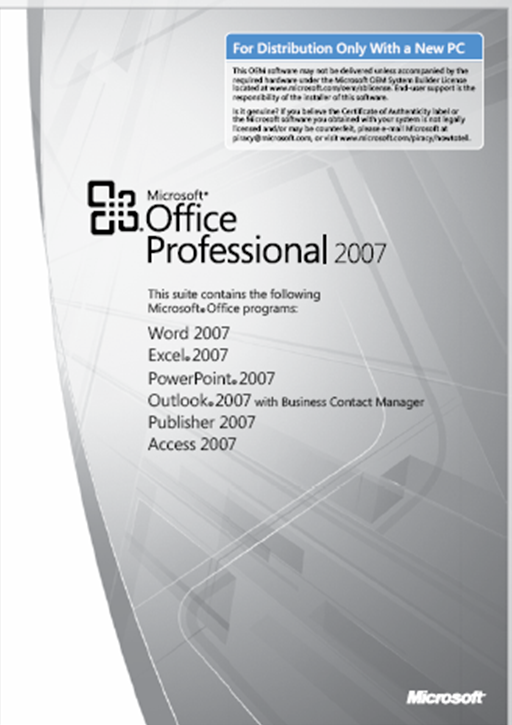 For Distribution Only With a New PC
This OEM software may not be delivered unless accompanied by the
required hardware under the Microsoft OEM System Builder License
located at www.microsoft.com/oem/sblicense. End-user support is the
responsibility of the installer of this software.
Is it genuine? If you believe the Certificate of Authenticity label or
the Microsoft software you obtained with your system is not legally
licensed and/or may be counterfeit, please e-mail Microsoft at
piracy@microsoft.com, or visit www.microsoft.com/piracy/howtotell.
Microsoft®
Office
Professional 2007
This suite contains the following
Microsoft® Office programs:
Word 2007
Excel® 2007
PowerPoint® 2007
Outlook® 2007 with Business Contact Manager
Publisher 2007
Access 2007
Microsoft®